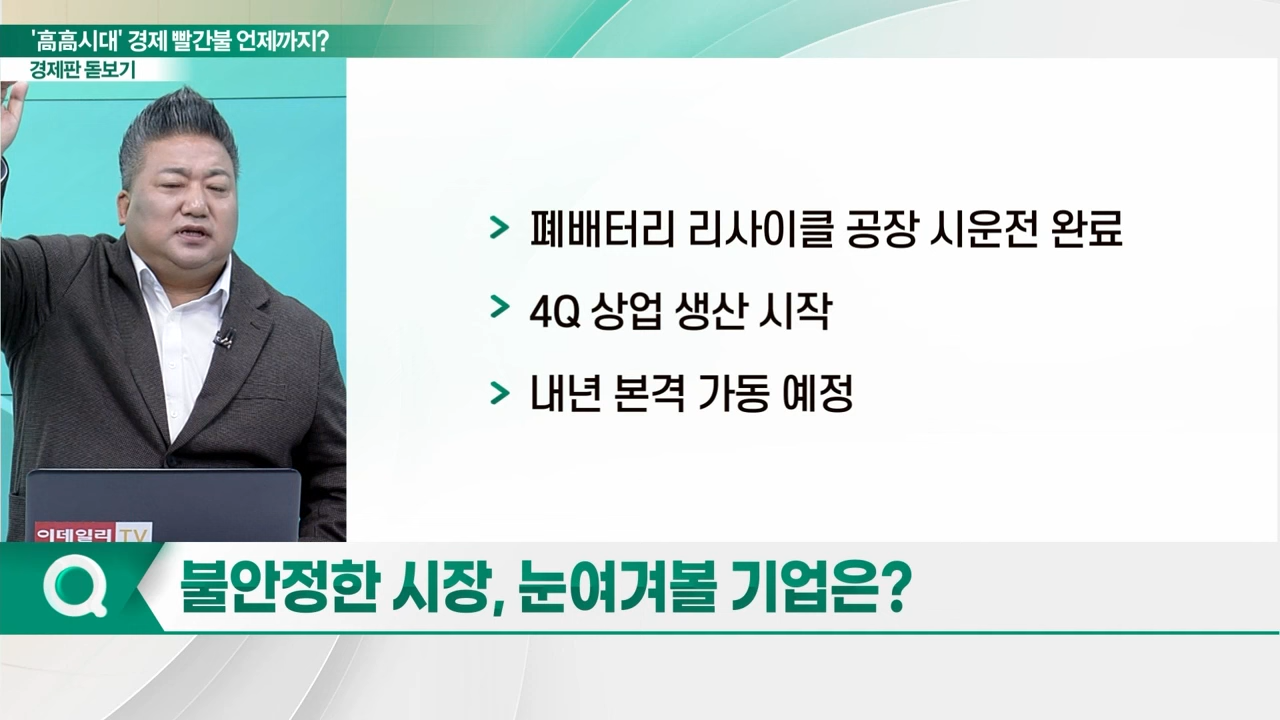 '高高시대' 경제 빨간불 언제까지?
경제판 돋보기
> 폐배터리 리사이클 공장 시운전 완료
> 4Q 상업 생산 시작
> 내년 본격 가동 예정
이데일리 TV
Q 불안정한 시장, 눈여겨볼 기업은?